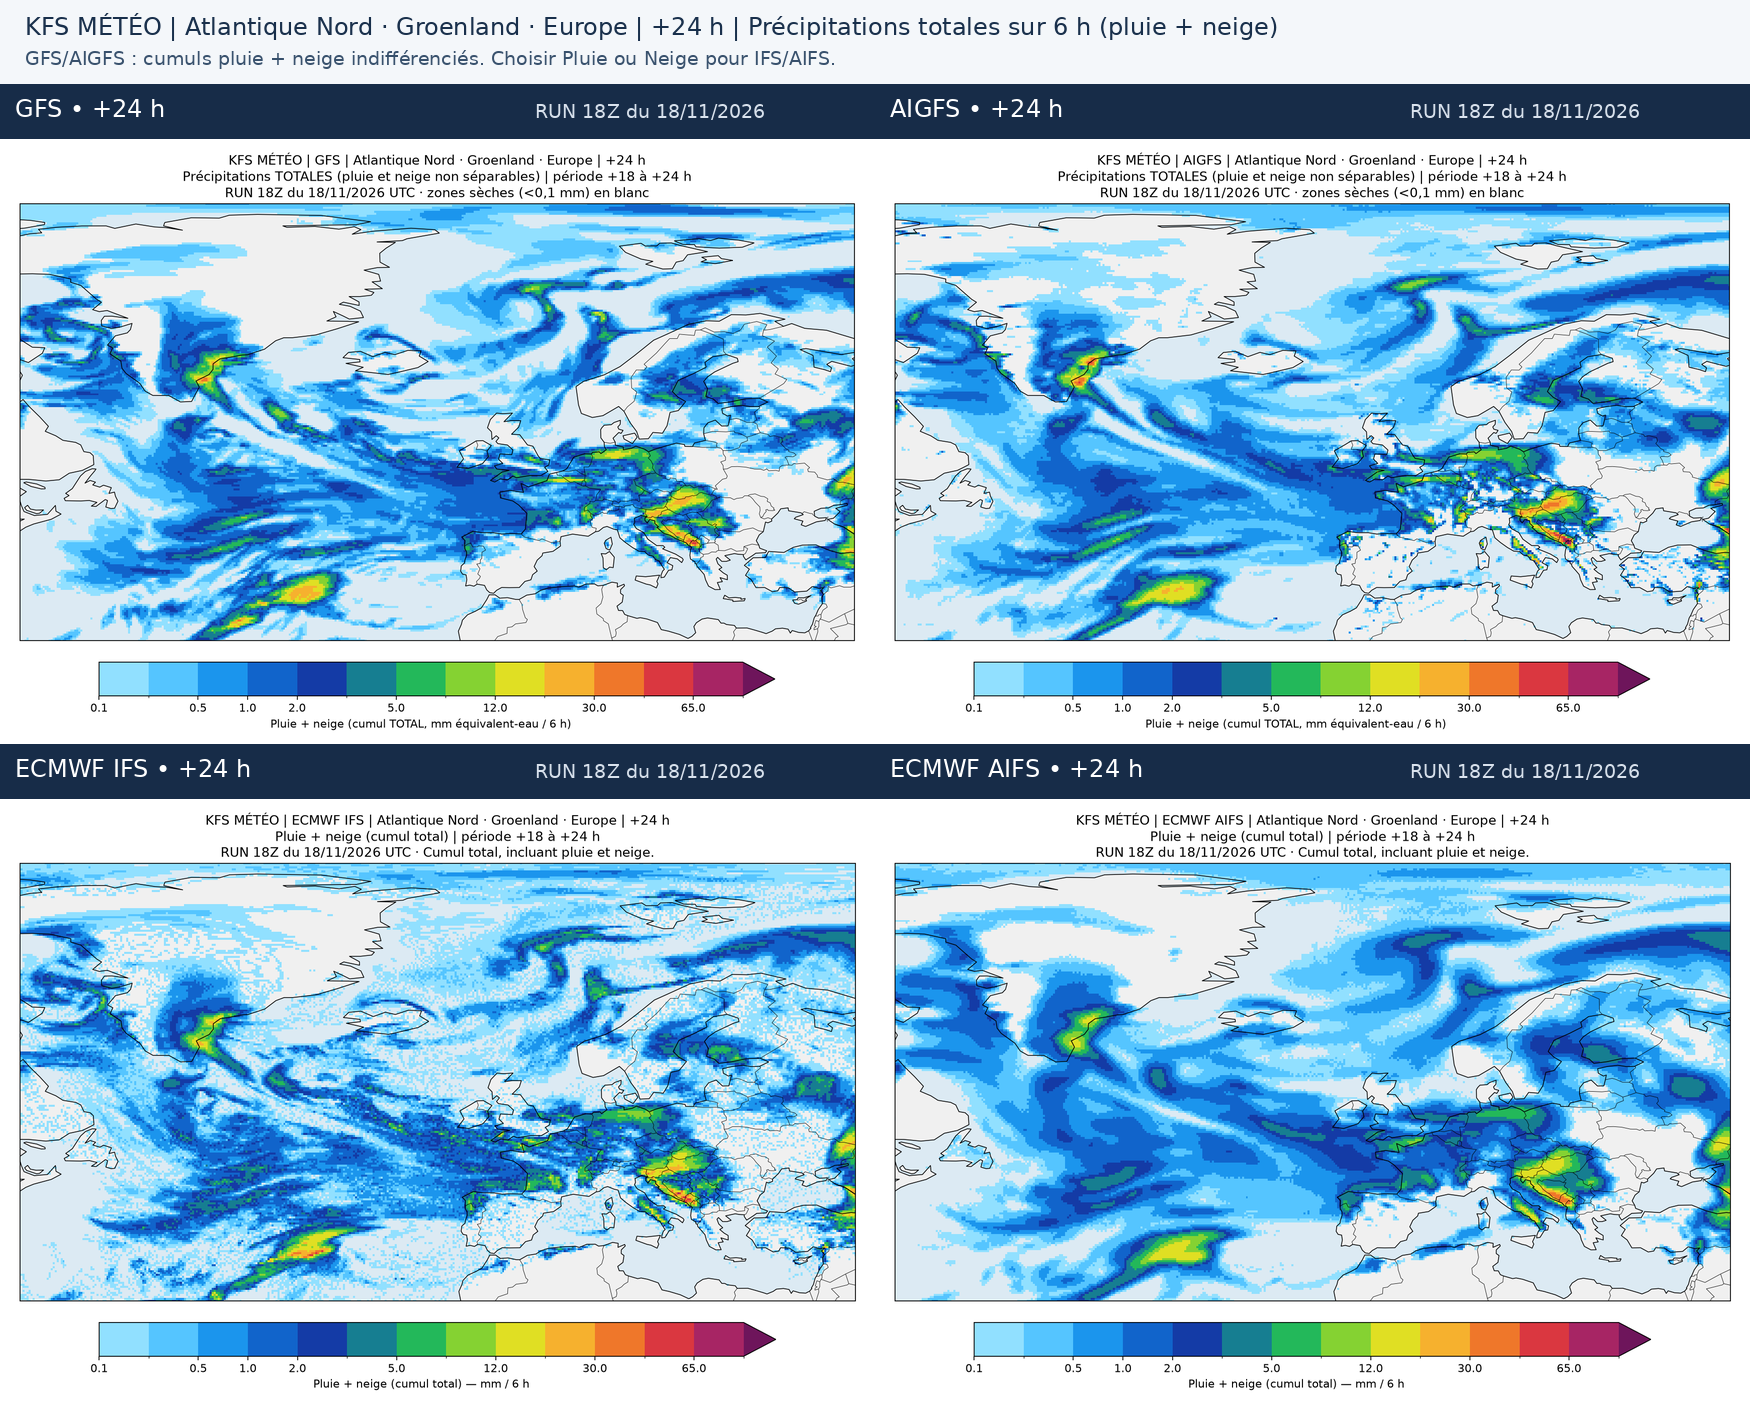 KFS MÉTÉO | Atlantique Nord · Groenland · Europe | +24 h | Précipitations totales sur 6 h (pluie + neige)
GFS/AIGFS : cumuls pluie + neige indifférenciés. Choisir Pluie ou Neige pour IFS/AIFS.
GFS • +24 h
RUN 18Z du 18/11/2026
AIGFS • +24 h
RUN 18Z du 18/11/2026
KFS MÉTÉO | GFS | Atlantique Nord · Groenland · Europe | +24 h
Précipitations TOTALES (pluie et neige non séparables) | période +18 à +24 h
RUN 18Z du 18/11/2026 UTC · zones sèches (<0,1 mm) en blanc
KFS MÉTÉO | AIGFS | Atlantique Nord · Groenland · Europe | +24 h
Précipitations TOTALES (pluie et neige non séparables) | période +18 à +24 h
RUN 18Z du 18/11/2026 UTC · zones sèches (<0,1 mm) en blanc
0.1 0.5 1.0 2.0 5.0 12.0 30.0 65.0
Pluie + neige (cumul TOTAL, mm équivalent-eau / 6 h)
0.1 0.5 1.0 2.0 5.0 12.0 30.0 65.0
Pluie + neige (cumul TOTAL, mm équivalent-eau / 6 h)
ECMWF IFS • +24 h
RUN 18Z du 18/11/2026
ECMWF AIFS • +24 h
RUN 18Z du 18/11/2026
KFS MÉTÉO | ECMWF IFS | Atlantique Nord · Groenland · Europe | +24 h
Pluie + neige (cumul total) | période +18 à +24 h
RUN 18Z du 18/11/2026 UTC · Cumul total, incluant pluie et neige.
KFS MÉTÉO | ECMWF AIFS | Atlantique Nord · Groenland · Europe | +24 h
Pluie + neige (cumul total) | période +18 à +24 h
RUN 18Z du 18/11/2026 UTC · Cumul total, incluant pluie et neige.
0.1 0.5 1.0 2.0 5.0 12.0 30.0 65.0
Pluie + neige (cumul total) — mm / 6 h
0.1 0.5 1.0 2.0 5.0 12.0 30.0 65.0
Pluie + neige (cumul total) — mm / 6 h